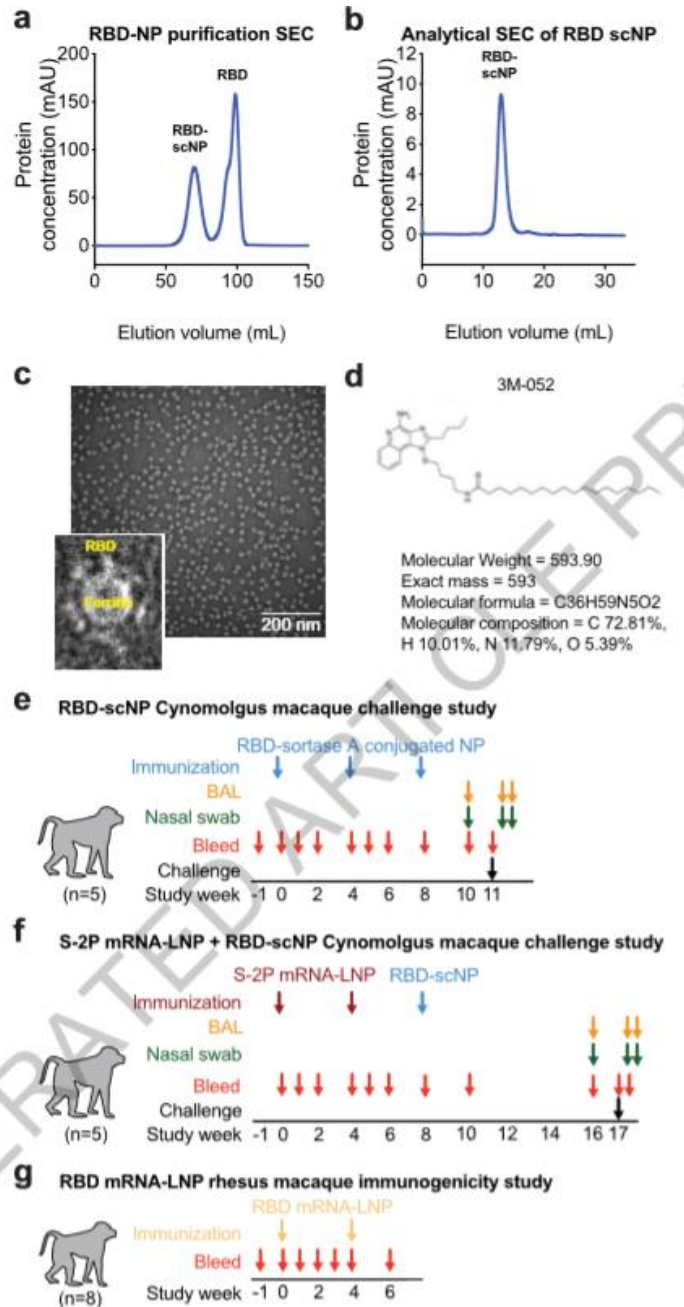 a
RBD-NP purification SEC
200
150
100
50
0
Protein
concentration (mAU)
RBD-
scNP
RBD
0 50 100 150
Elution volume (mL)
b
Analytical SEC of RBD scNP
12
10
8
6
4
2
0
Protein
concentration (mAU)
RBD-
scNP
0 10 20 30
Elution volume (mL)
c
RBD
Ferritin
200 nm
d
3M-052
Molecular Weight = 593.90
Exact mass = 593
Molecular formula = C36H59N5O2
Molecular composition = C 72.81%,
H 10.01%, N 11.79%, O 5.39%
e RBD-scNP Cynomolgus macaque challenge study
RBD-sortase A conjugated NP
Immunization
BAL
Nasal swab
Bleed
Challenge
Study week -1 0 2 4 6 8 10 11
(n=5)
f S-2P mRNA-LNP + RBD-scNP Cynomolgus macaque challenge study
S-2P mRNA-LNP RBD-scNP
Immunization
BAL
Nasal swab
Bleed
Challenge
Study week -1 0 2 4 6 8 10 12 14 16 17
(n=5)
g RBD mRNA-LNP rhesus macaque immunogenicity study
RBD mRNA-LNP
Immunization
Bleed
Study week -1 0 2 4 6
(n=8)
ERATED ARTICLE PR